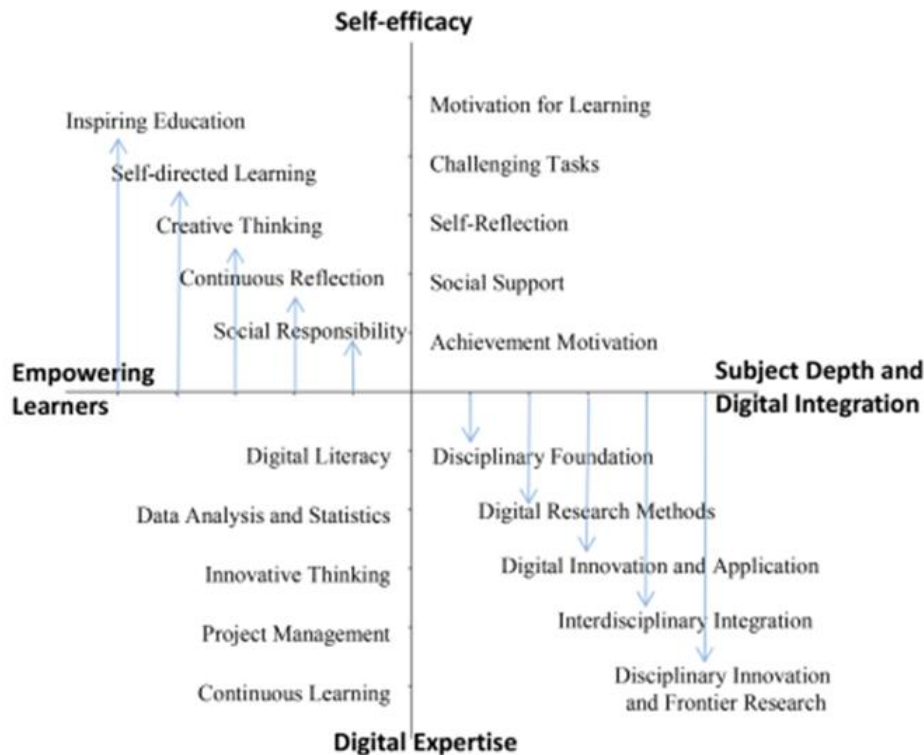 Self-efficacy
Inspiring Education
Self-directed Learning
Creative Thinking
Continuous Reflection
Social Responsibility
Motivation for Learning
Challenging Tasks
Self-Reflection
Social Support
Achievement Motivation
Empowering
Learners
Subject Depth and
Digital Integration
Digital Literacy
Data Analysis and Statistics
Innovative Thinking
Project Management
Continuous Learning
Disciplinary Foundation
Digital Research Methods
Digital Innovation and Application
Interdisciplinary Integration
Disciplinary Innovation
and Frontier Research
Digital Expertise